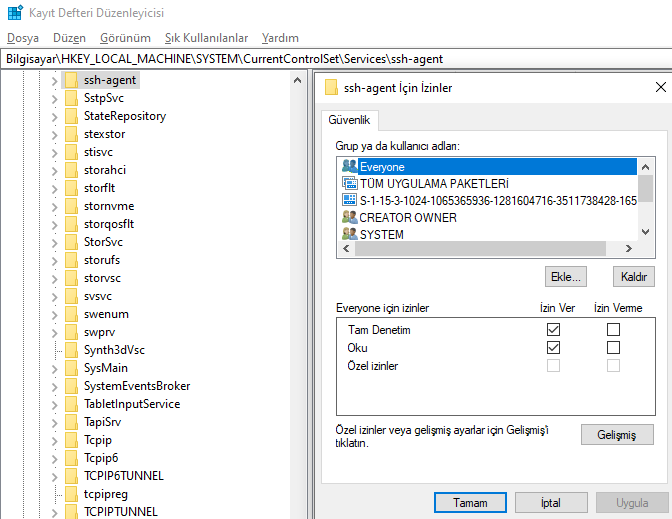 Kayıt Defteri Düzenleyicisi
Dosya Düzen Görünüm Sık Kullanılanlar Yardım
Bilgisayar\HKEY_LOCAL_MACHINE\SYSTEM\CurrentControlSet\Services\ssh-agent
ssh-agent
SstpSvc
StateRepository
stexstor
stisvc
storahci
storflt
stornvme
storqosflt
StorSvc
storufs
storvsc
svsvc
swenum
swprv
Synth3dVsc
SysMain
SystemEventsBroker
TabletInputService
TapiSrv
Tcpip
Tcpip6
TCPIP6TUNNEL
tcpipreg
TCPIPTUNNEL
ssh-agent İçin İzinler
Güvenlik
Grup ya da kullanıcı adları:
Everyone
TÜM UYGULAMA PAKETLERİ
S-1-15-3-1024-1065365936-1281604716-3511738428-165
CREATOR OWNER
SYSTEM
Ekle... Kaldır
Everyone için izinler İzin Ver İzin Verme
Tam Denetim
Oku
Özel izinler
Özel izinler veya gelişmiş ayarlar için Gelişmiş'i
tıklatın.
Gelişmiş
Tamam İptal Uygula